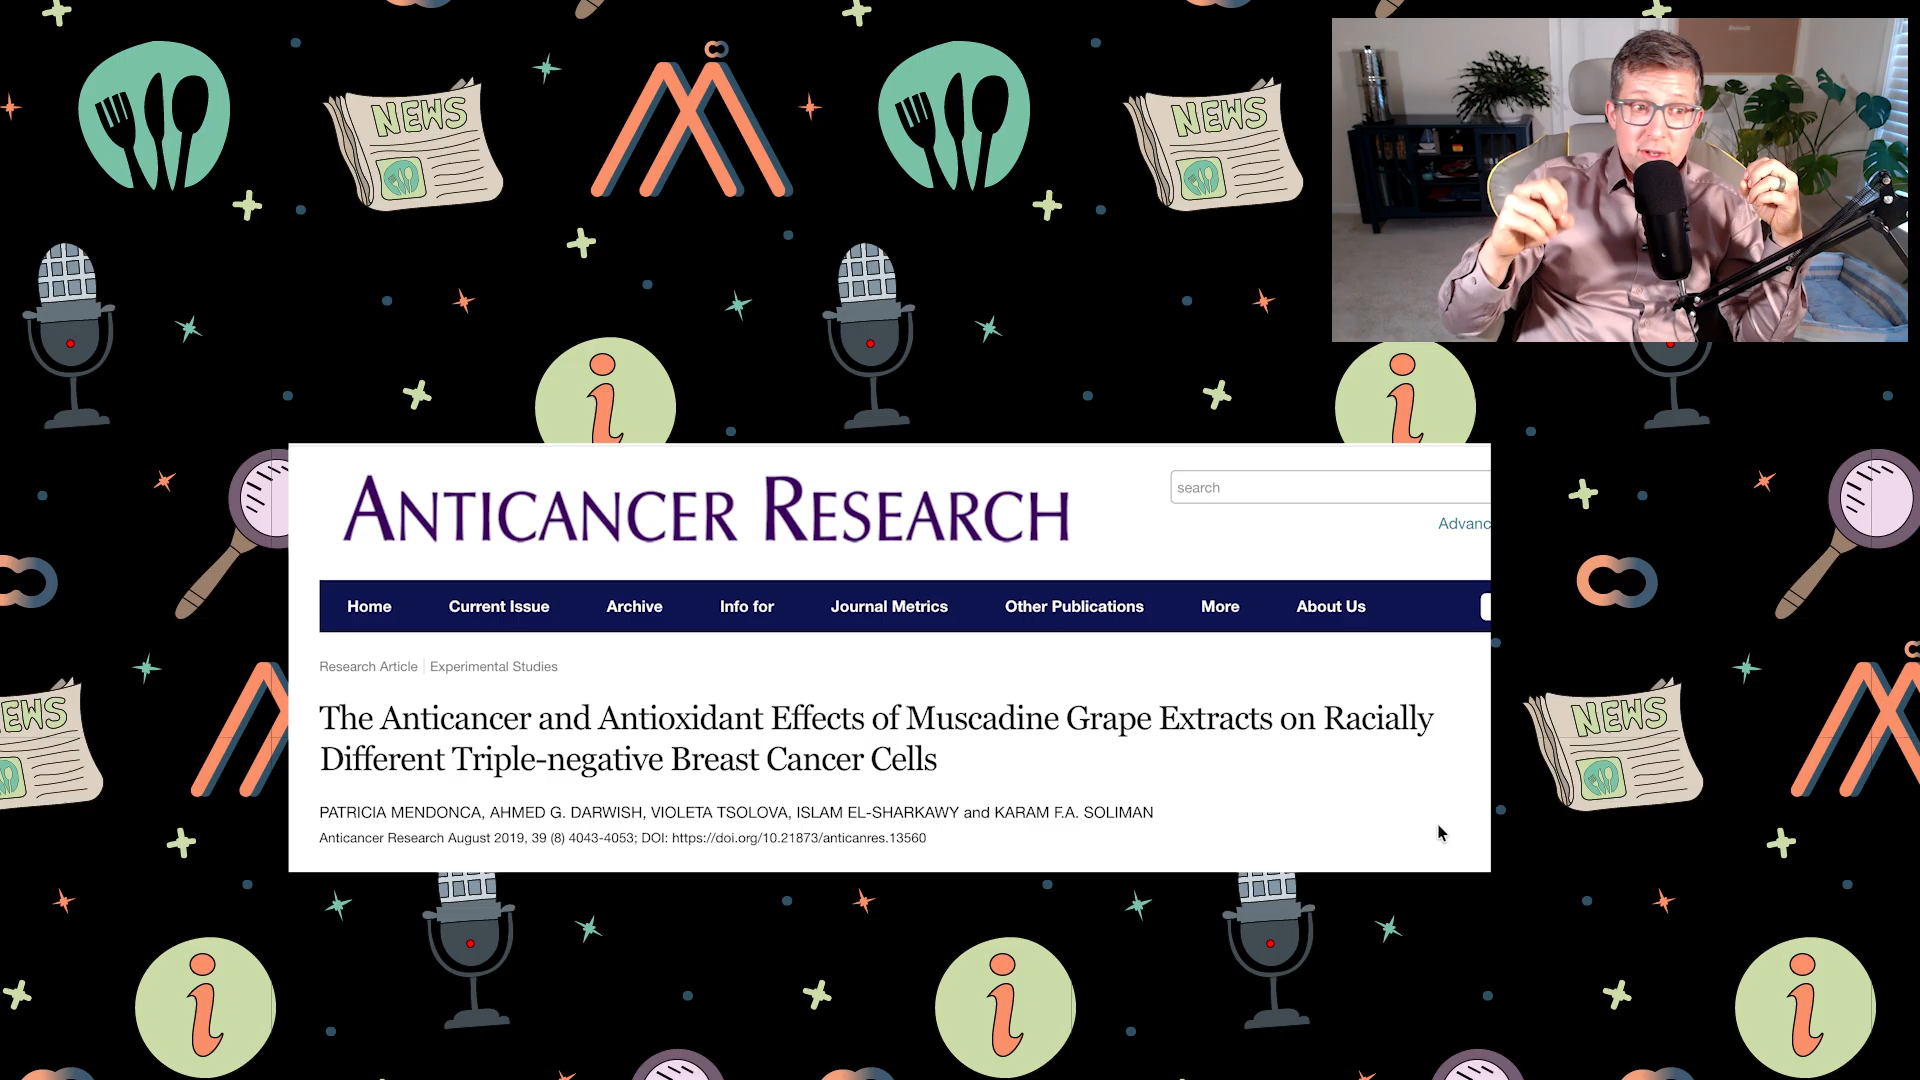 NEWS
NEWS
ANTICANCER RESEARCH
search
Advanc
Home Current Issue Archive Info for Journal Metrics Other Publications More About Us
Research Article Experimental Studies
The Anticancer and Antioxidant Effects of Muscadine Grape Extracts on Racially
Different Triple-negative Breast Cancer Cells
PATRICIA MENDONCA, AHMED G. DARWISH, VIOLETA TSOLOVA, ISLAM EL-SHARKAWY and KARAM F.A. SOLIMAN
Anticancer Research August 2019, 39 (8) 4043-4053; DOI: https://doi.org/10.21873/anticanres.13560
EWS
NEWS